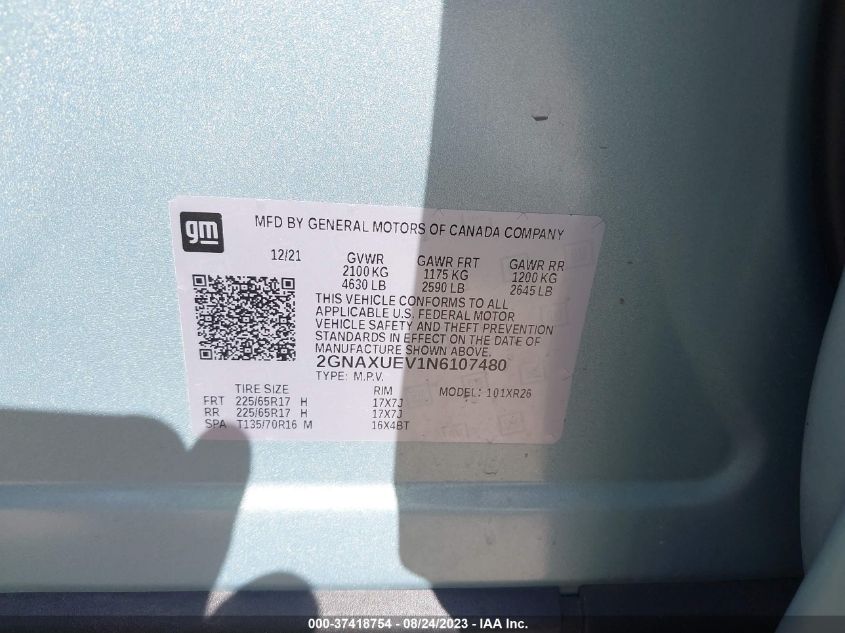 gm
MFD BY GENERAL MOTORS OF CANADA COMPANY
12/21 GVWR GAWR FRT GAWR RR
2100 KG 1175 KG 1200 KG
4630 LB 2590 LB 2645 LB
THIS VEHICLE CONFORMS TO ALL
APPLICABLE U.S. FEDERAL MOTOR
VEHICLE SAFETY AND THEFT PREVENTION
STANDARDS IN EFFECT ON THE DATE OF
MANUFACTURE SHOWN ABOVE.
2GNAXUEV1N6107480
TYPE: M.P.V. MODEL: 101XR26
TIRE SIZE RIM
FRT 225/65R17 H 17X7J
RR 225/65R17 H 17X7J
SPA T135/70R16 M 16X4BT
000-37418754 - 08/24/2023 - IAA Inc.